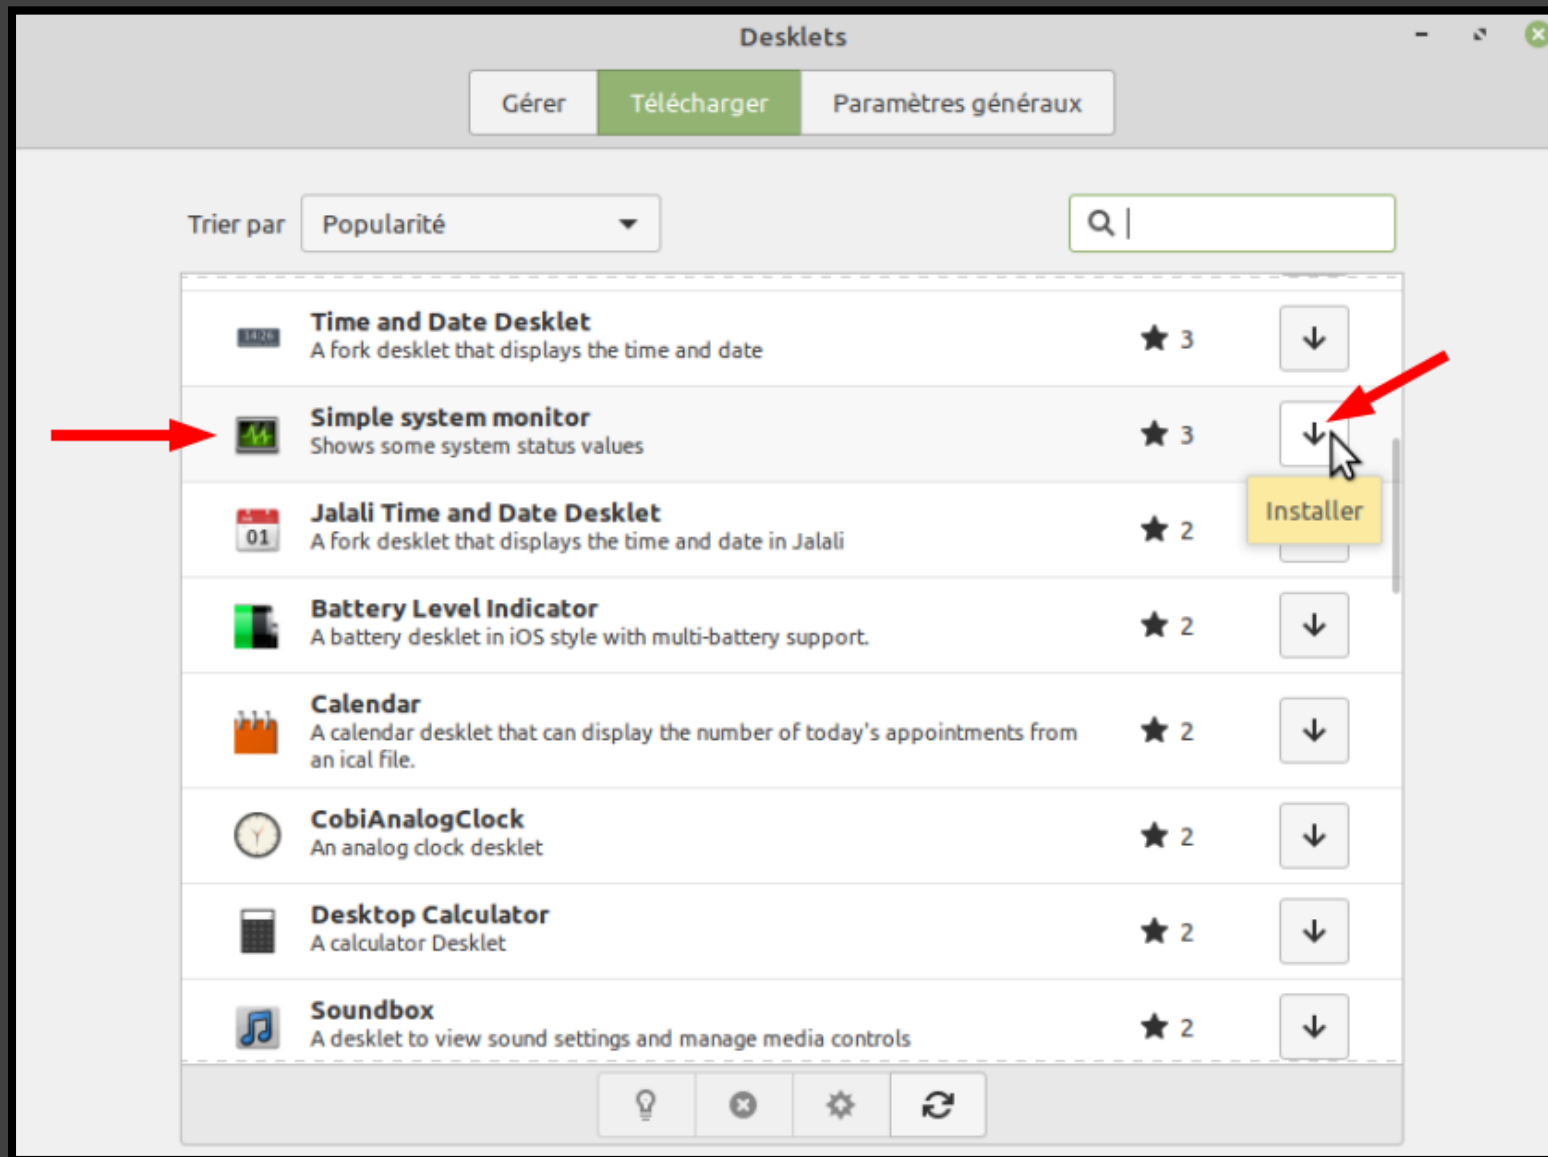 Desklets
Gérer Télécharger Paramètres généraux
Trier par Popularité
Time and Date Desklet
A fork desklet that displays the time and date
3
Simple system monitor
Shows some system status values
3
Installer
Jalali Time and Date Desklet
A fork desklet that displays the time and date in Jalali
2
01
Battery Level Indicator
A battery desklet in iOS style with multi-battery support.
2
Calendar
A calendar desklet that can display the number of today's appointments from
an ical file.
2
CobiAnalogClock
An analog clock desklet
2
Desktop Calculator
A calculator Desklet
2
Soundbox
A desklet to view sound settings and manage media controls
2